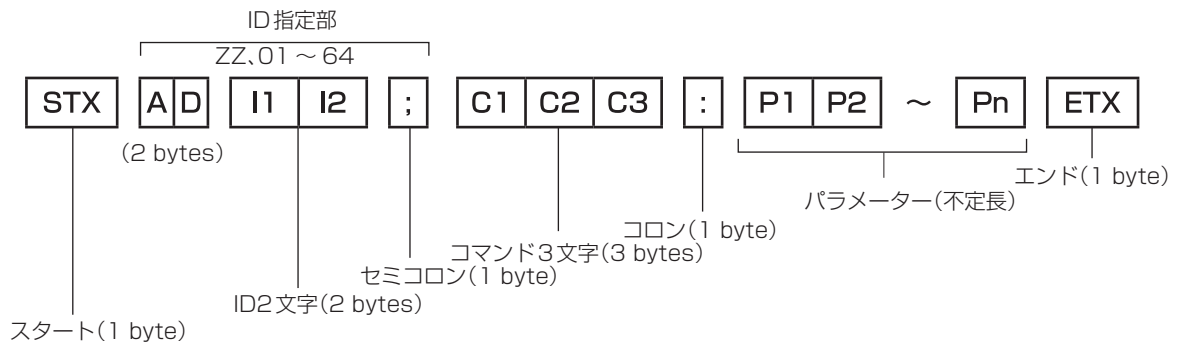 ID指定部
ZZ、01 ~ 64
STX A D I1 I2 ; C1 C2 C3 : P1 P2 ~ Pn ETX
(2 bytes)
エンド(1 byte)
パラメーター(不定長)
コロン(1 byte)
コマンド3文字(3 bytes)
セミコロン(1 byte)
ID2文字(2 bytes)
スタート(1 byte)